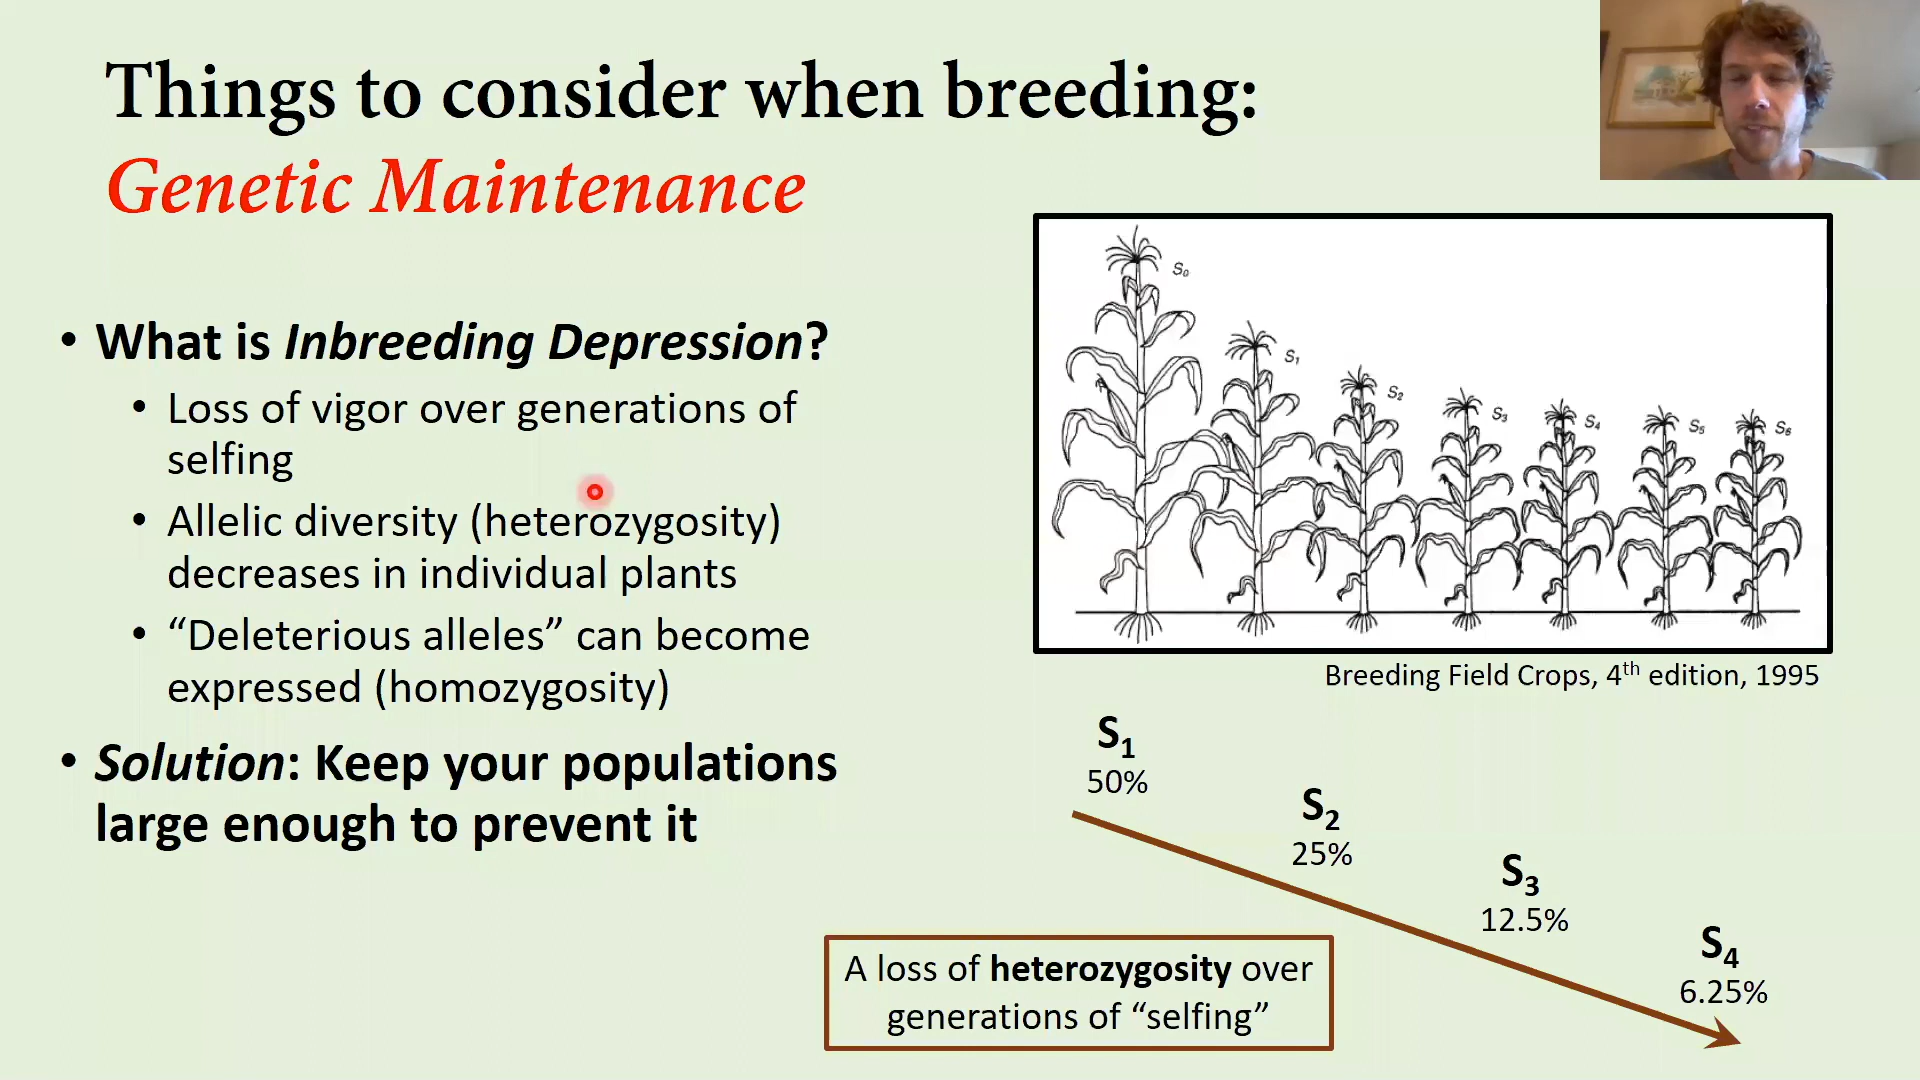 Things to consider when breeding:
Genetic Maintenance
• What is Inbreeding Depression?
• Loss of vigor over generations of
selfing
• Allelic diversity (heterozygosity)
decreases in individual plants
• “Deleterious alleles” can become
expressed (homozygosity)
• Solution: Keep your populations
large enough to prevent it
S₀
S₁
S₂
S₃
S₄
S₅
S₆
Breeding Field Crops, 4th edition, 1995
S₁
50%
S₂
25%
S₃
12.5%
S₄
6.25%
A loss of heterozygosity over
generations of “selfing”